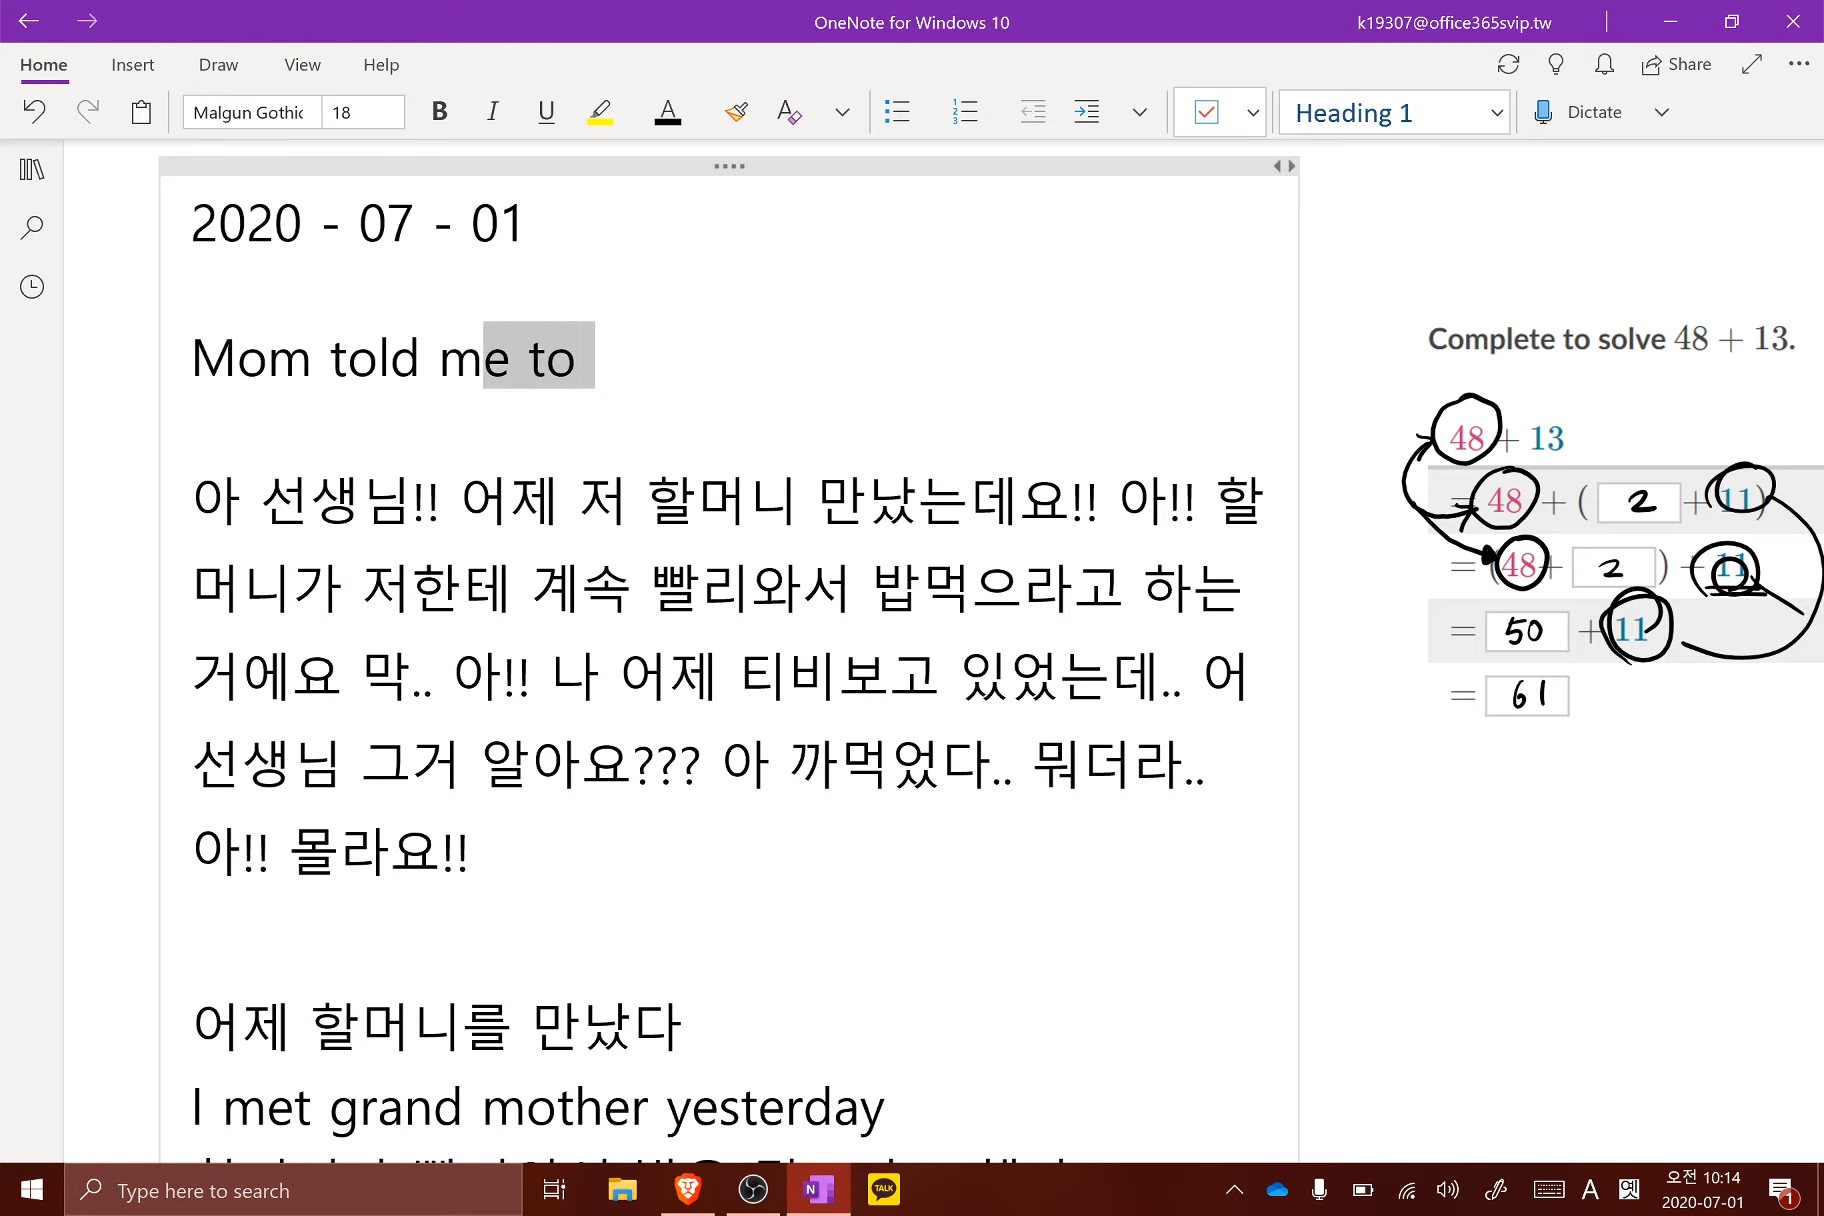 OneNote for Windows 10
k19307@office365svip.tw
Home
Insert
Draw
View
Help
Share
Malgun Gothic
18
B
I
U
A
A
Heading 1
Dictate
2020 - 07 - 01
Mom told me to
아 선생님!! 어제 저 할머니 만났는데요!! 아!! 할
머니가 저한테 계속 빨리와서 밥먹으라고 하는
거에요 막.. 아!! 나 어제 티비보고 있었는데.. 어
선생님 그거 알아요??? 아 까먹었다.. 뭐더라..
아!! 몰라요!!
어제 할머니를 만났다
I met grand mother yesterday
Complete to solve 48 + 13.
48 + 13
= 48 + ( 2 + 11)
= (48 + 2 ) + 11
= 50 + 11
= 61
Type here to search
N
TALK
A
오전 10:14
2020-07-01
1